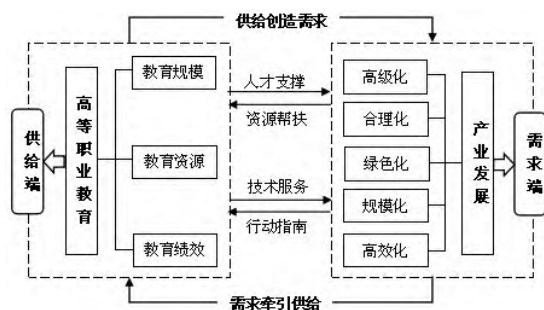 供给创造需求
供给端
高等职业教育
教育规模
教育资源
教育绩效
人才支撑
资源帮扶
技术服务
行动指南
高级化
合理化
绿色化
规模化
高效化
产业发展
需求端
需求牵引供给